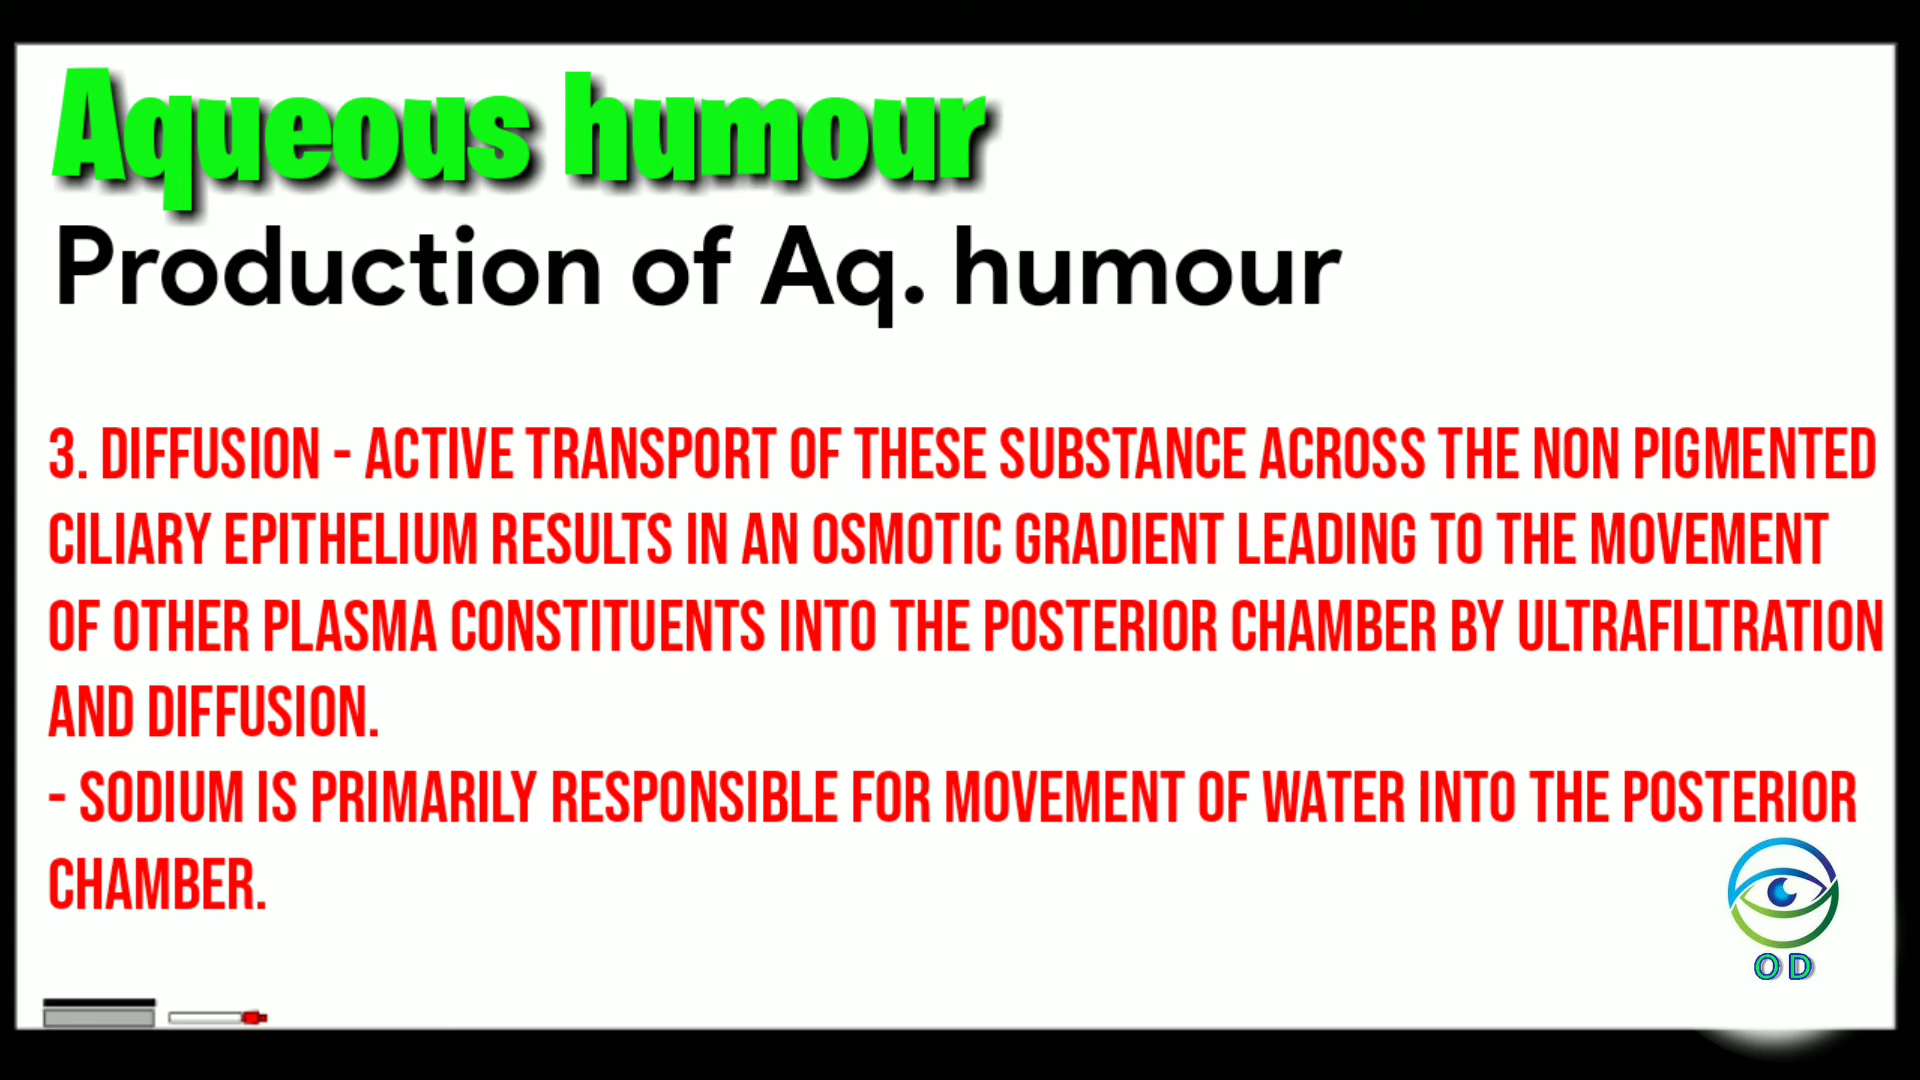 Aqueous humour
Production of Aq. humour
3. DIFFUSION - ACTIVE TRANSPORT OF THESE SUBSTANCE ACROSS THE NON PIGMENTED
CILIARY EPITHELIUM RESULTS IN AN OSMOTIC GRADIENT LEADING TO THE MOVEMENT
OF OTHER PLASMA CONSTITUENTS INTO THE POSTERIOR CHAMBER BY ULTRAFILTRATION
AND DIFFUSION.
- SODIUM IS PRIMARILY RESPONSIBLE FOR MOVEMENT OF WATER INTO THE POSTERIOR
CHAMBER.
O D